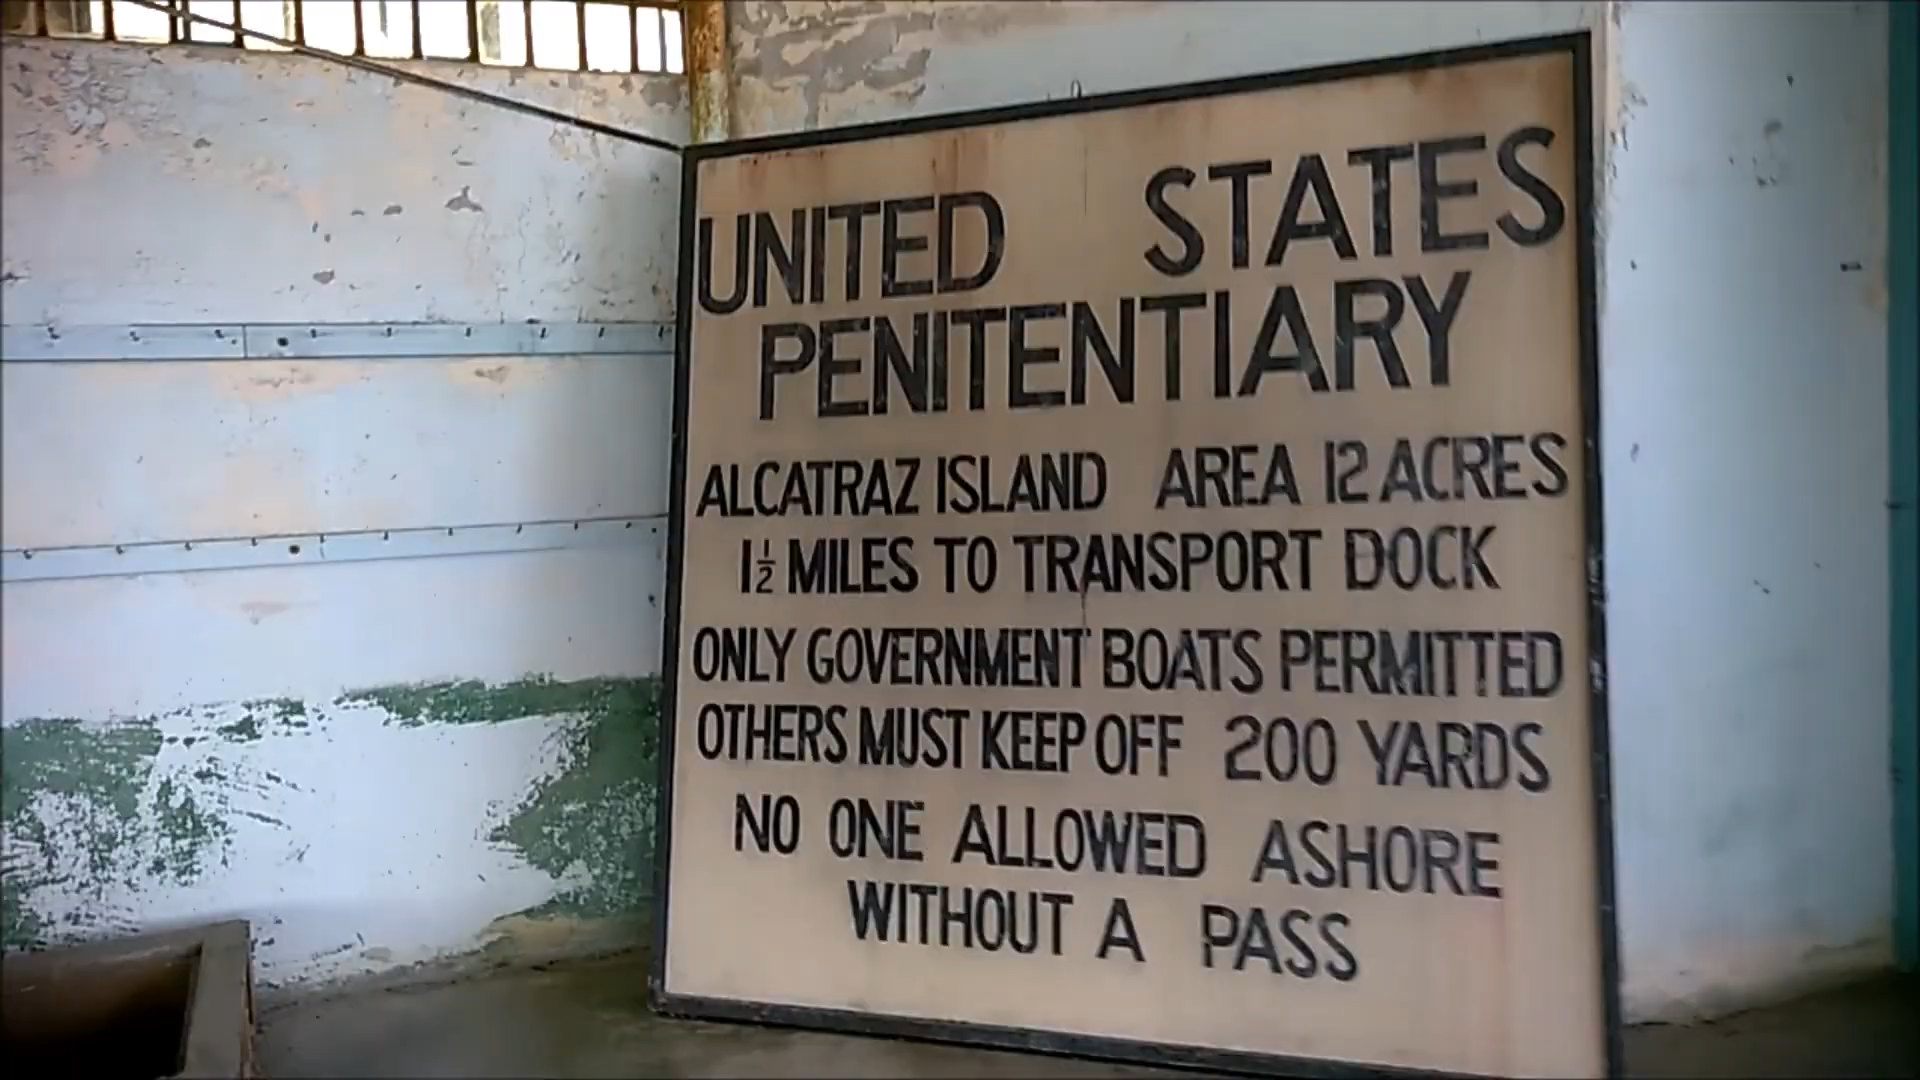 UNITED STATES
PENITENTIARY
ALCATRAZ ISLAND AREA 12 ACRES
1½ MILES TO TRANSPORT DOCK
ONLY GOVERNMENT BOATS PERMITTED
OTHERS MUST KEEP OFF 200 YARDS
NO ONE ALLOWED ASHORE
WITHOUT A PASS